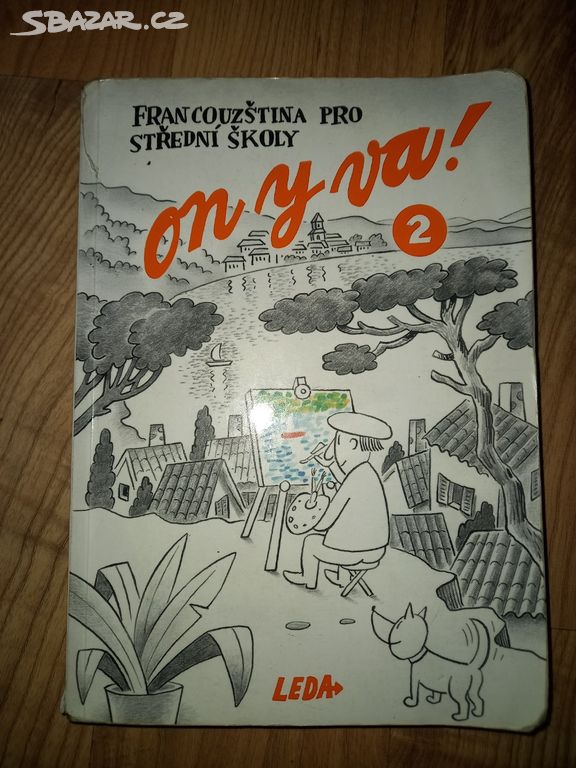 SBAZAR.CZ
FRANCOUZŠTINA PRO
STŘEDNÍ ŠKOLY
on y va!
2
LEDA